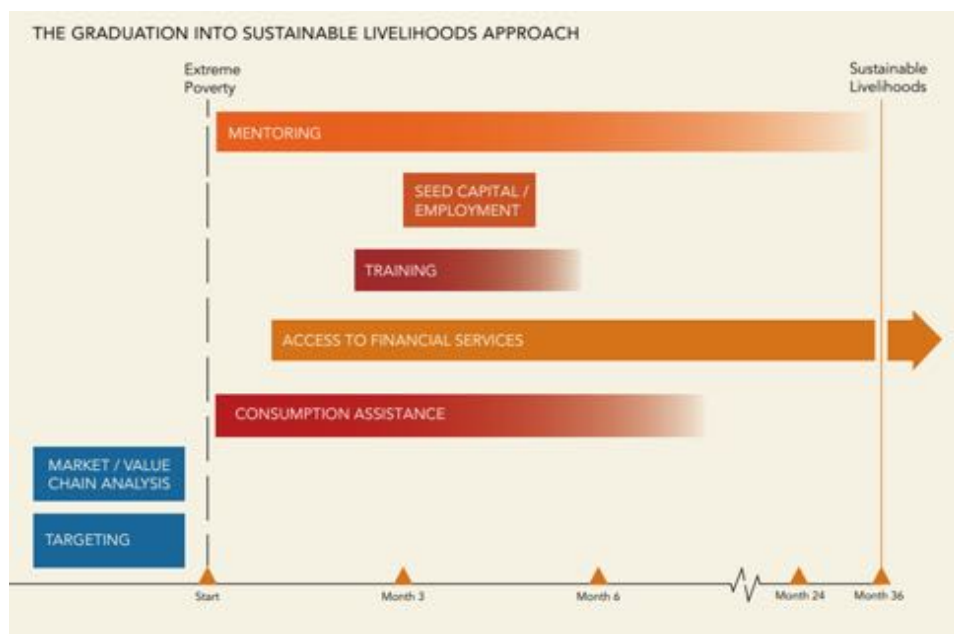 THE GRADUATION INTO SUSTAINABLE LIVELIHOODS APPROACH
Extreme
Poverty
Sustainable
Livelihoods
MENTORING
SEED CAPITAL /
EMPLOYMENT
TRAINING
ACCESS TO FINANCIAL SERVICES
CONSUMPTION ASSISTANCE
MARKET / VALUE
CHAIN ANALYSIS
TARGETING
Start
Month 3
Month 6
Month 24
Month 36